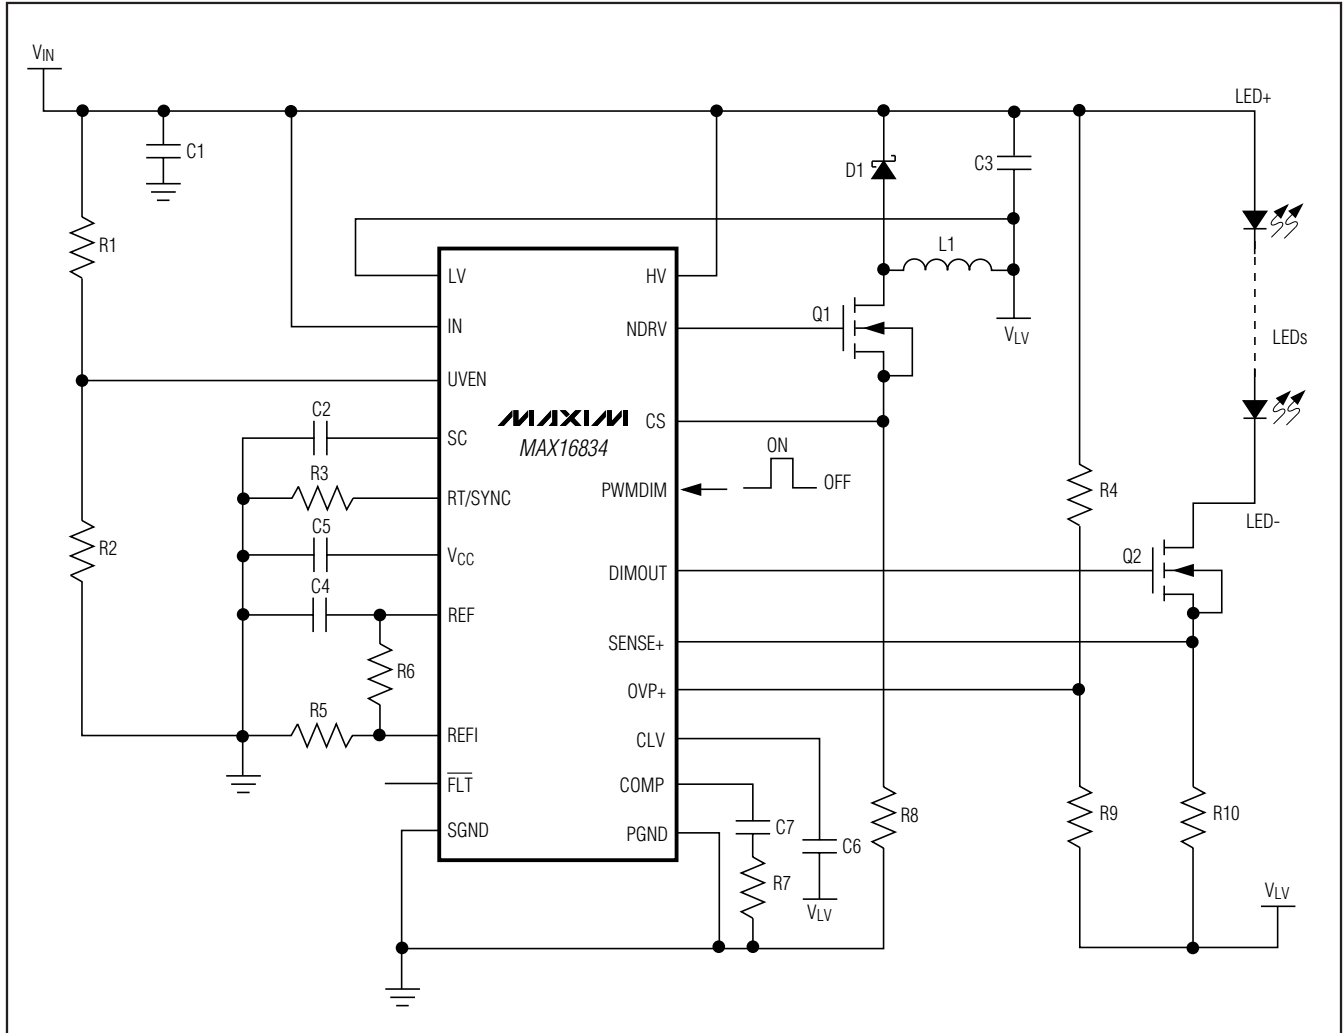 VIN
LED+
C1
D1
C3
R1
L1
LV
HV
Q1
IN
NDRV
VLV
LEDs
UVEN
C2
MAXIM
CS
SC
MAX16834
ON
R3
PWMDIM
OFF
R4
RT/SYNC
LED-
C5
R2
VCC
Q2
DIMOUT
C4
REF
SENSE+
R6
OVP+
R5
REFI
CLV
FLT
COMP
R8
R9
R10
C7
SGND
PGND
C6
R7
VLV
VLV